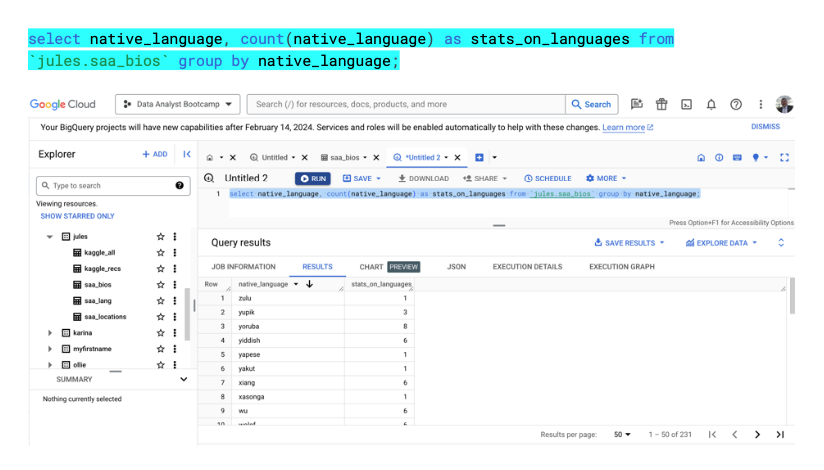 select native_language, count(native_language) as stats_on_languages from
`jules.saa_bios` group by native_language;
Google Cloud
Data Analyst Bootcamp
Search (/) for resources, docs, products, and more
Search
Your BigQuery projects will have new capabilities after February 14, 2024. Services and roles will be enabled automatically to help with these changes. Learn more
DISMISS
Explorer
+ ADD
Untitled
saa_bios
*Untitled 2
Type to search
Viewing resources.
SHOW STARRED ONLY
jules
kaggle_all
kaggle_recs
saa_bios
saa_lang
saa_locations
karina
myfirstname
ollie
SUMMARY
Nothing currently selected
Untitled 2
RUN
SAVE
DOWNLOAD
SHARE
SCHEDULE
MORE
1 select native_language, count(native_language) as stats_on_languages from `jules.saa_bios` group by native_language;
Press Option+F1 for Accessibility Options
Query results
SAVE RESULTS
EXPLORE DATA
JOB INFORMATION
RESULTS
CHART PREVIEW
JSON
EXECUTION DETAILS
EXECUTION GRAPH
Row native_language stats_on_languages
1 zulu 1
2 yupik 3
3 yoruba 8
4 yiddish 6
5 yapese 1
6 yakut 1
7 xiang 6
8 xasonga 1
9 wu 6
10
Results per page: 50 1 – 50 of 231